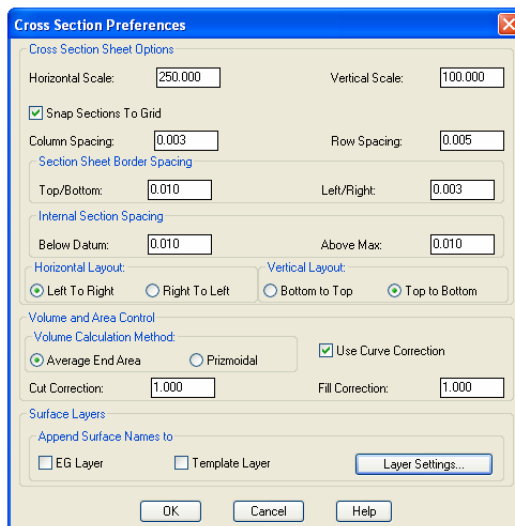 Cross Section Preferences
Cross Section Sheet Options
Horizontal Scale: 250.000 Vertical Scale: 100.000
Snap Sections To Grid
Column Spacing: 0.003 Row Spacing: 0.005
Section Sheet Border Spacing
Top/Bottom: 0.010 Left/Right: 0.003
Internal Section Spacing
Below Datum: 0.010 Above Max: 0.010
Horizontal Layout: Vertical Layout:
Left To Right Right To Left Bottom to Top Top to Bottom
Volume and Area Control
Volume Calculation Method:
Average End Area Prizmoidal Use Curve Correction
Cut Correction: 1.000 Fill Correction: 1.000
Surface Layers
Append Surface Names to
EG Layer Template Layer Layer Settings...
OK Cancel Help